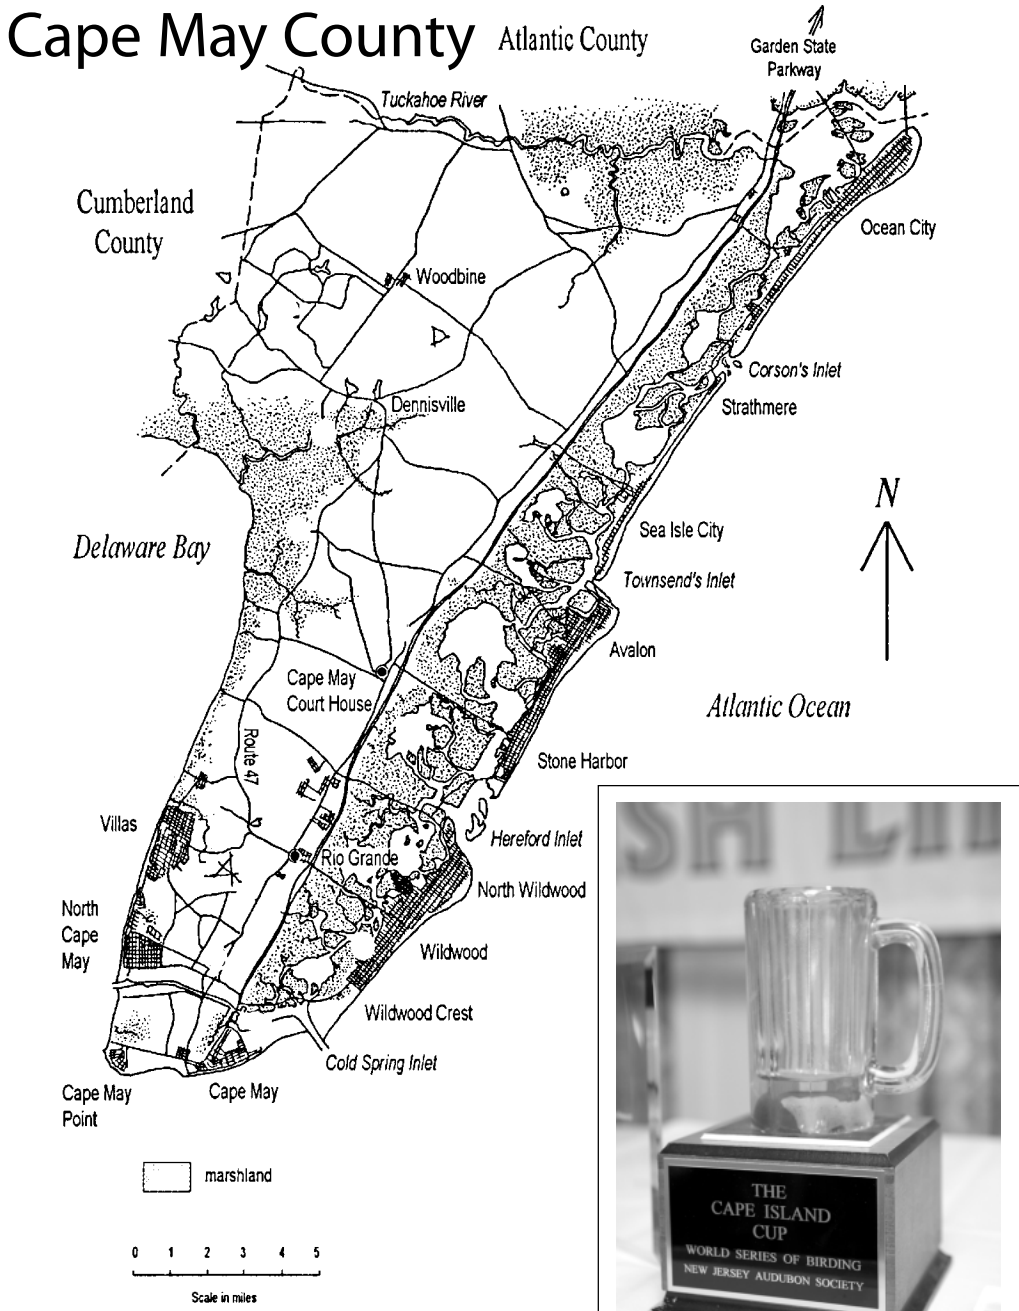 Cape May County
Atlantic County
Garden State
Parkway
Tuckahoe River
Cumberland
County
Ocean City
Woodbine
Corson's Inlet
Strathmere
Dennisville
N
Sea Isle City
Delaware Bay
Townsend's Inlet
Avalon
Cape May
Court House
Atlantic Ocean
Route 47
Stone Harbor
Villas
Hereford Inlet
Rio Grande
North Wildwood
North
Cape
May
Wildwood
Wildwood Crest
Cold Spring Inlet
Cape May
Point
Cape May
marshland
0 1 2 3 4 5
Scale in miles
THE
CAPE ISLAND
CUP
WORLD SERIES OF BIRDING
NEW JERSEY AUDUBON SOCIETY